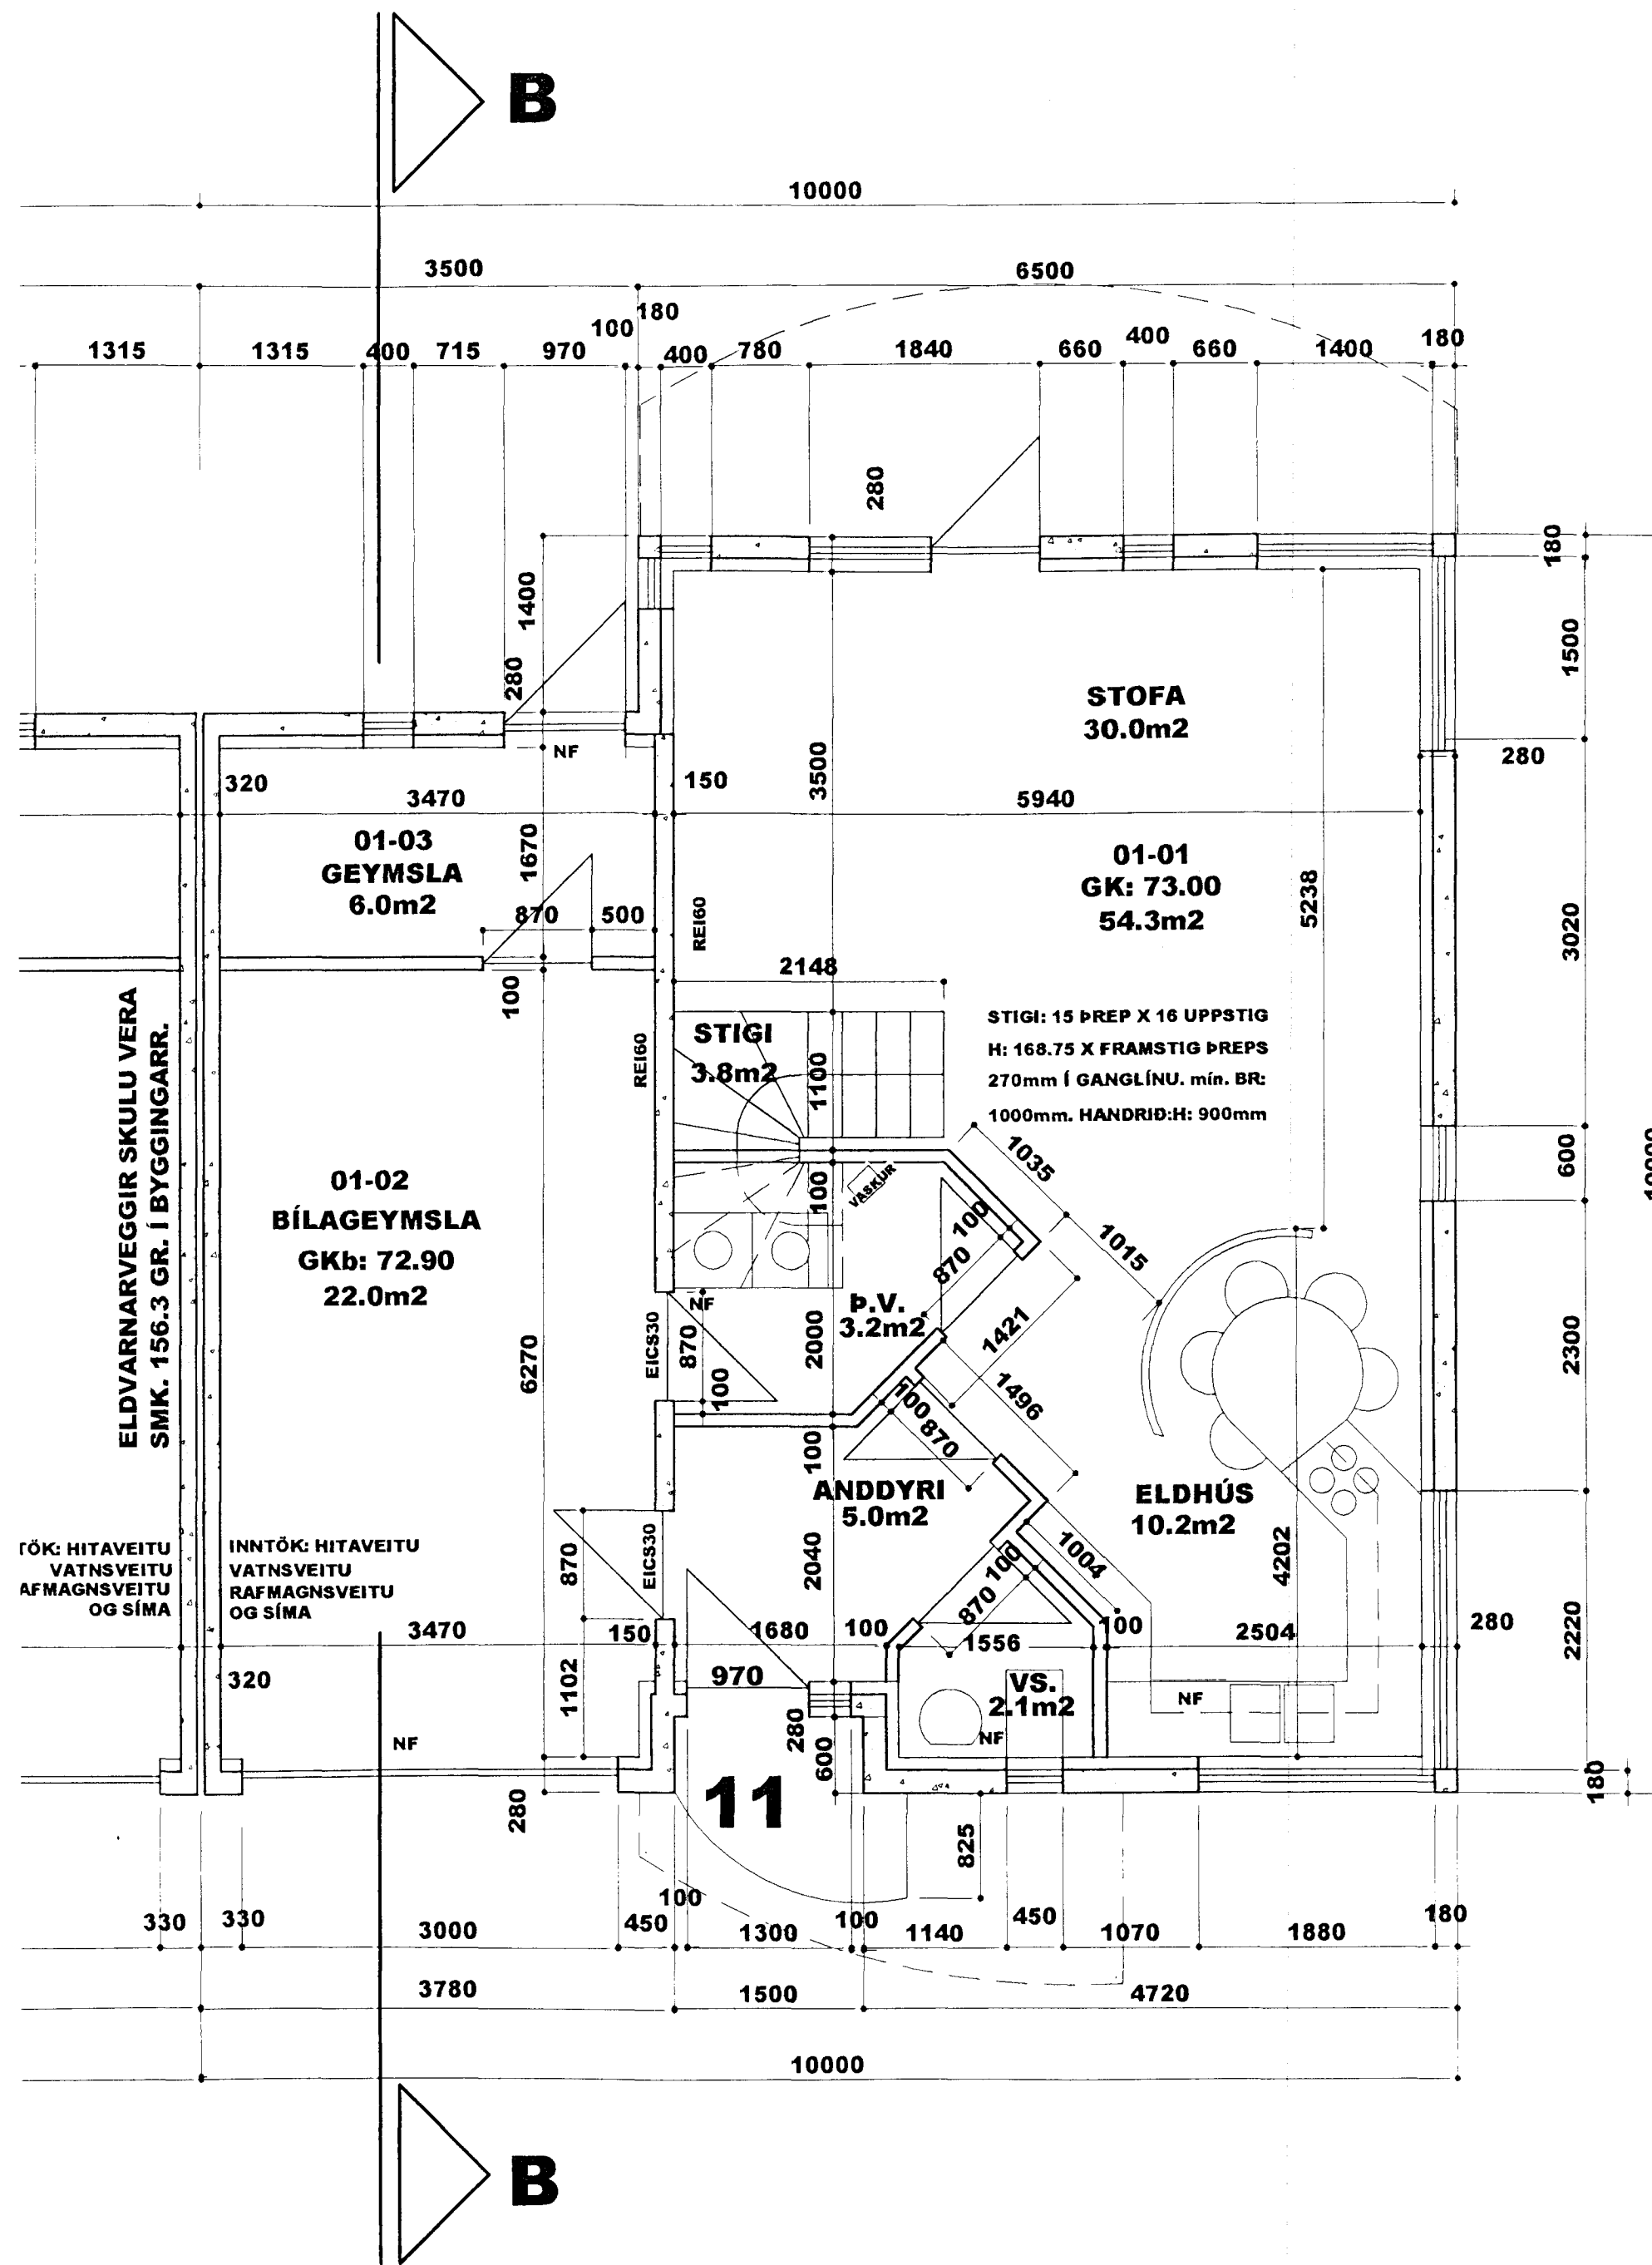 B
10000
3500
6500
180
100
1315
1315
400
715
970
400
780
1840
660
400
660
1400
180
280
1400
280
180
1500
STOFA
30.0m2
NF
320
3470
150
3500
5940
280
01-03
GEYMSLA
6.0m2
1670
01-01
GK: 73.00
54.3m2
5238
3020
870
500
REI60
100
2148
ELDVARNARVEGGIR SKULU VERA
SMK. 156.3 GR. Í BYGGINGARR.
STIGI
3.8m2
REI60
1100
STIGI: 15 ÞREP X 16 UPPSTIG
H: 168.75 X FRAMSTIG ÞREPS
270mm Í GANGLÍNU. mín. BR:
1000mm. HANDRIÐ:H: 900mm
1035
600
10000
01-02
BÍLAGEYMSLA
GKb: 72.90
22.0m2
100
VASKUR
100
870
1015
NF
Þ.V.
3.2m2
EICS30
870
2000
1421
2300
6270
100
1496
100
870
100
ANDDYRI
5.0m2
ELDHÚS
10.2m2
TÖK: HITAVEITU
VATNSVEITU
AFMAGNSVEITU
OG SÍMA
INNTÖK: HITAVEITU
VATNSVEITU
RAFMAGNSVEITU
OG SÍMA
870
EICS30
2040
100
1004
870
4202
3470
150
1680
100
1556
100
2504
280
2220
320
1102
970
VS.
2.1m2
NF
NF
NF
280
600
280
11
825
180
330
330
3000
450
100
1300
100
1140
450
1070
1880
180
3780
1500
4720
10000
B